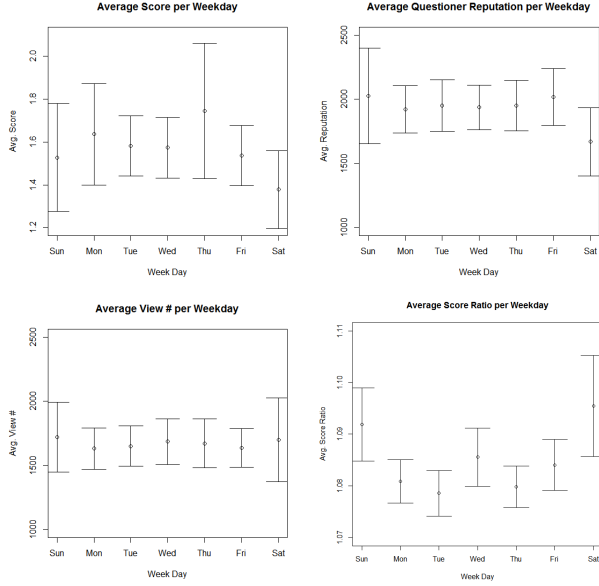 Average Score per Weekday
Avg. Score
2.0
1.8
1.6
1.4
1.2
Sun Mon Tue Wed Thu Fri Sat
Week Day
Average Questioner Reputation per Weekday
Avg. Reputation
2500
2000
1500
1000
Sun Mon Tue Wed Thu Fri Sat
Week Day
Average View # per Weekday
Avg. View #
2500
2000
1500
1000
Sun Mon Tue Wed Thu Fri Sat
Week Day
Average Score Ratio per Weekday
Avg. Score Ratio
1.11
1.10
1.09
1.08
1.07
Sun Mon Tue Wed Thu Fri Sat
Week Day